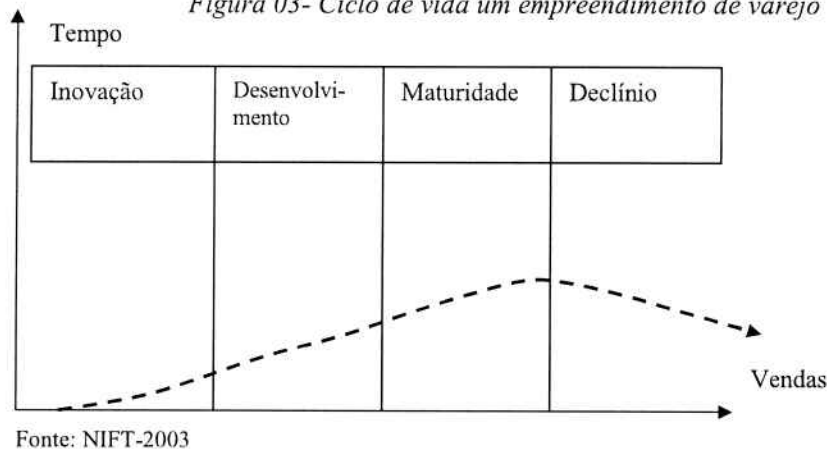 Figura 03- Ciclo de vida um empreendimento de varejo
Tempo
Inovação
Desenvolvi-
mento
Maturidade
Declínio
Vendas
Fonte: NIFT-2003